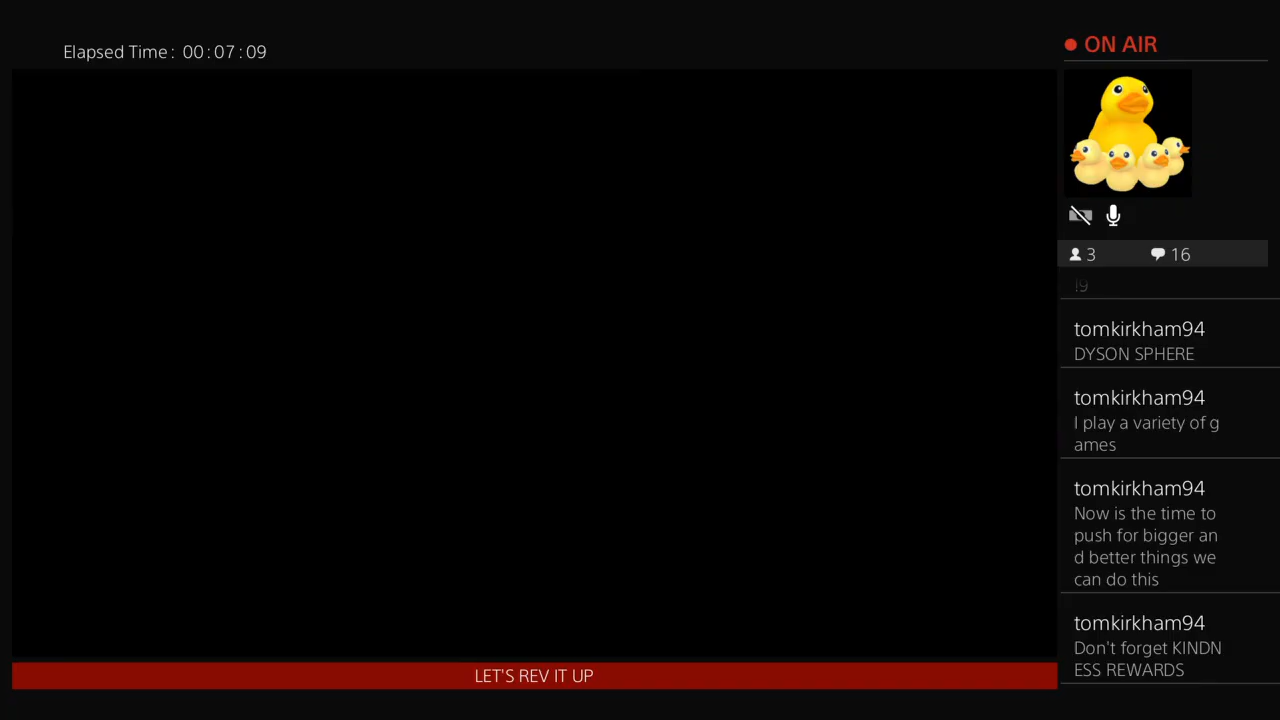 Elapsed Time: 00:07:09
ON AIR
3 16
tomkirkham94
DYSON SPHERE
tomkirkham94
I play a variety of g
ames
tomkirkham94
Now is the time to
push for bigger an
d better things we
can do this
tomkirkham94
Don't forget KINDN
ESS REWARDS
LET'S REV IT UP